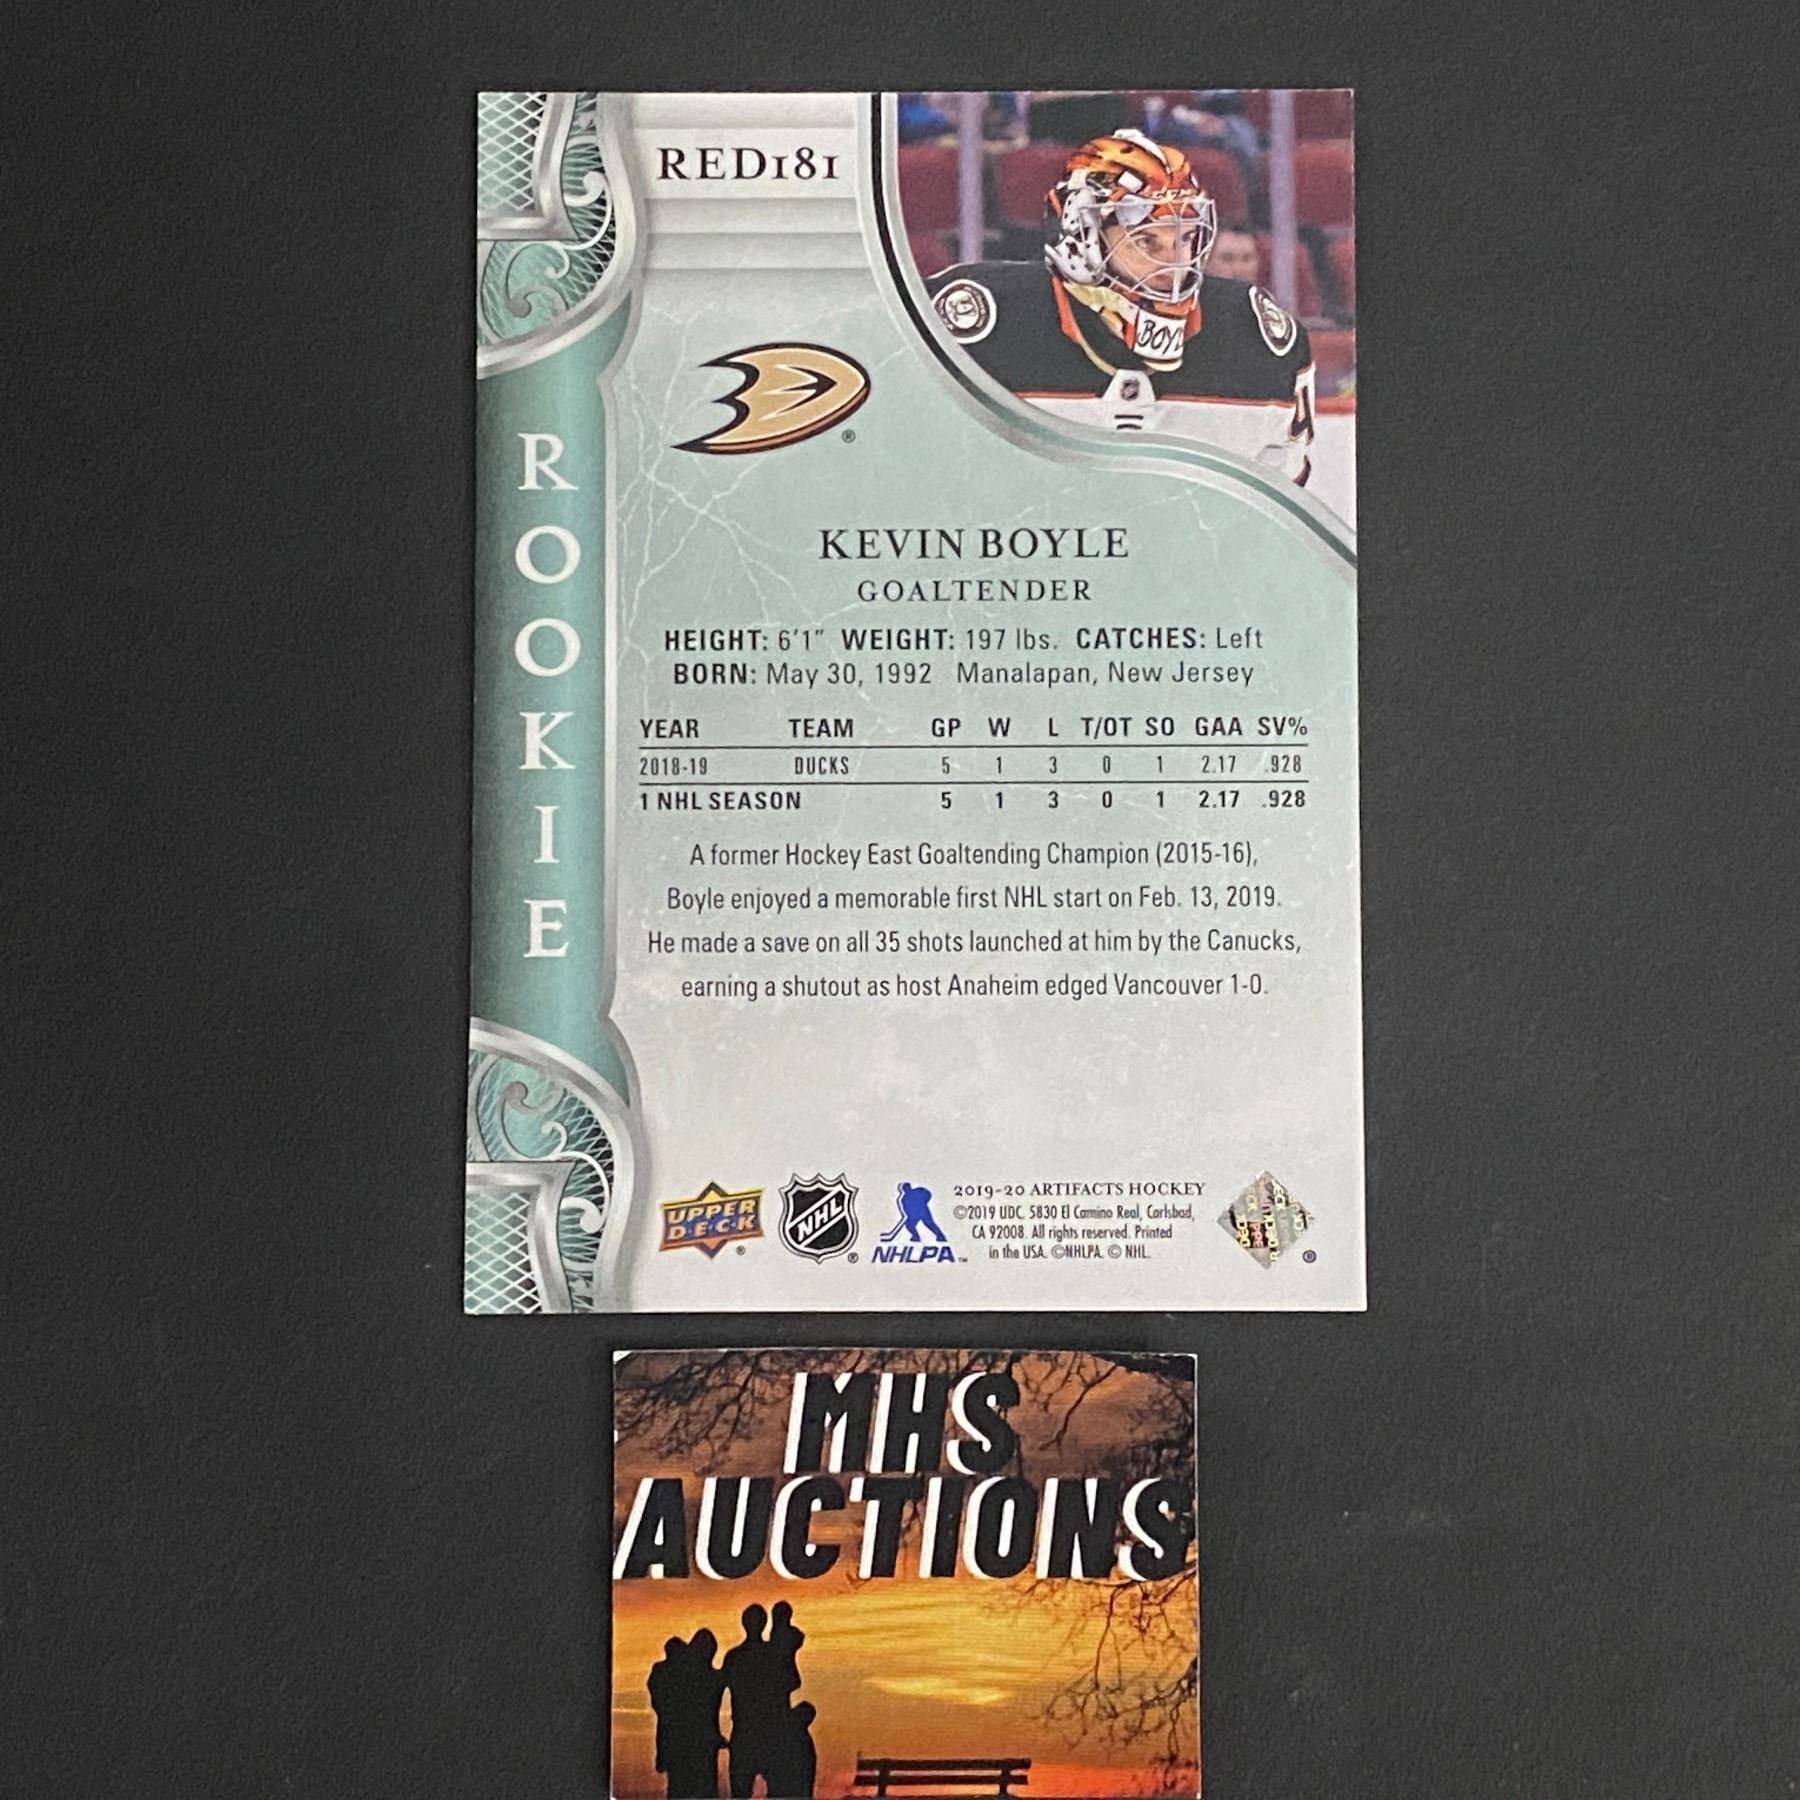 RED181
BOYL
4
ROOKIE
KEVIN BOYLE
GOALTENDER
HEIGHT: 6'1" WEIGHT: 197 lbs. CATCHES: Left
BORN: May 30, 1992 Manalapan, New Jersey
YEAR TEAM GP W L T/OT SO GAA SV%
2018-19 DUCKS 5 1 3 0 1 2.17 .928
1 NHL SEASON 5 1 3 0 1 2.17 .928
A former Hockey East Goaltending Champion (2015-16),
Boyle enjoyed a memorable first NHL start on Feb. 13, 2019.
He made a save on all 35 shots launched at him by the Canucks,
earning a shutout as host Anaheim edged Vancouver 1-0.
UPPER
DECK
NHL
NHLPA
2019-20 ARTIFACTS HOCKEY
©2019 UDC. 5830 El Camino Real, Carlsbad,
CA 92008. All rights reserved. Printed
in the USA. ©NHLPA. © NHL.
MHS
AUCTIONS